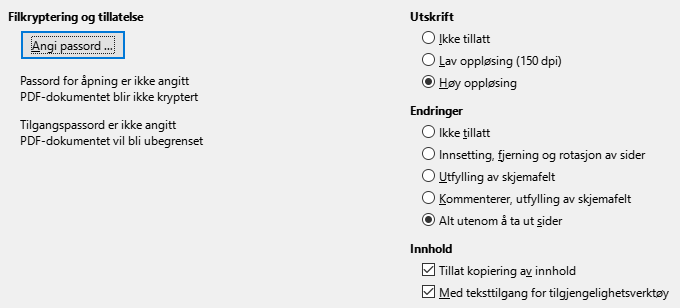 Filkryptering og tillatelse
Angi passord ...
Passord for åpning er ikke angitt
PDF-dokumentet blir ikke kryptert
Tilgangspassord er ikke angitt
PDF-dokumentet vil bli ubegrenset
Utskrift
Ikke tillatt
Lav oppløsing (150 dpi)
Høy oppløsing
Endringer
Ikke tillatt
Innsetting, fjerning og rotasjon av sider
Utfylling av skjemafelt
Kommenterer, utfylling av skjemafelt
Alt utenom å ta ut sider
Innhold
Tillat kopiering av innhold
Med teksttilgang for tilgjengelighetsverktøy